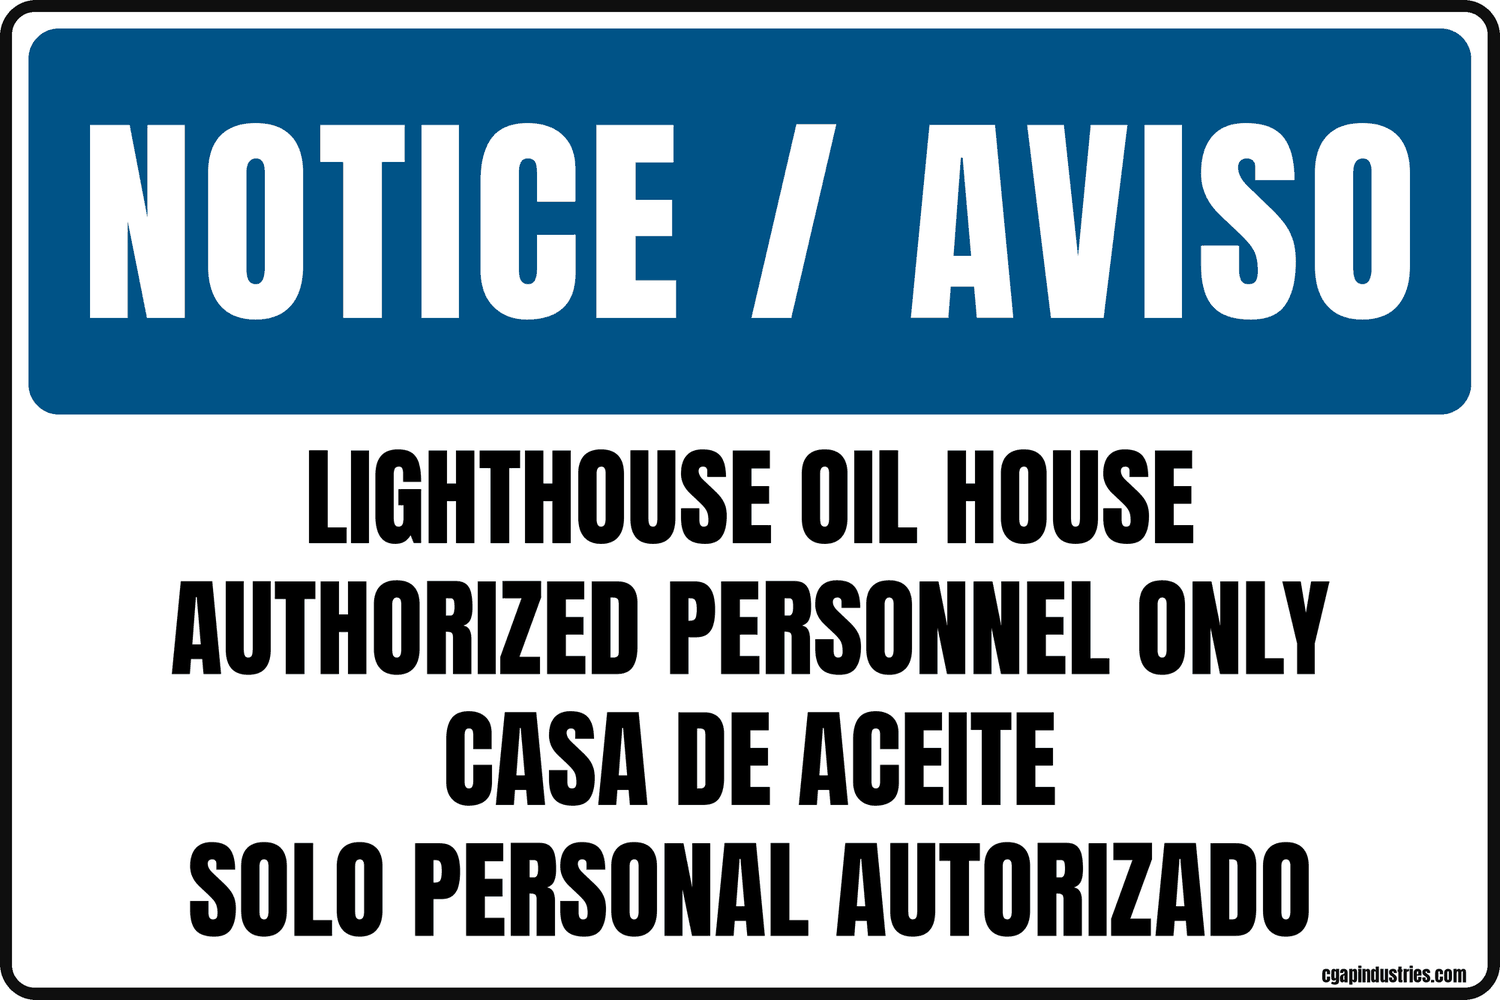 NOTICE / AVISO
LIGHTHOUSE OIL HOUSE
AUTHORIZED PERSONNEL ONLY
CASA DE ACEITE
SOLO PERSONAL AUTORIZADO
cgapindustries.com